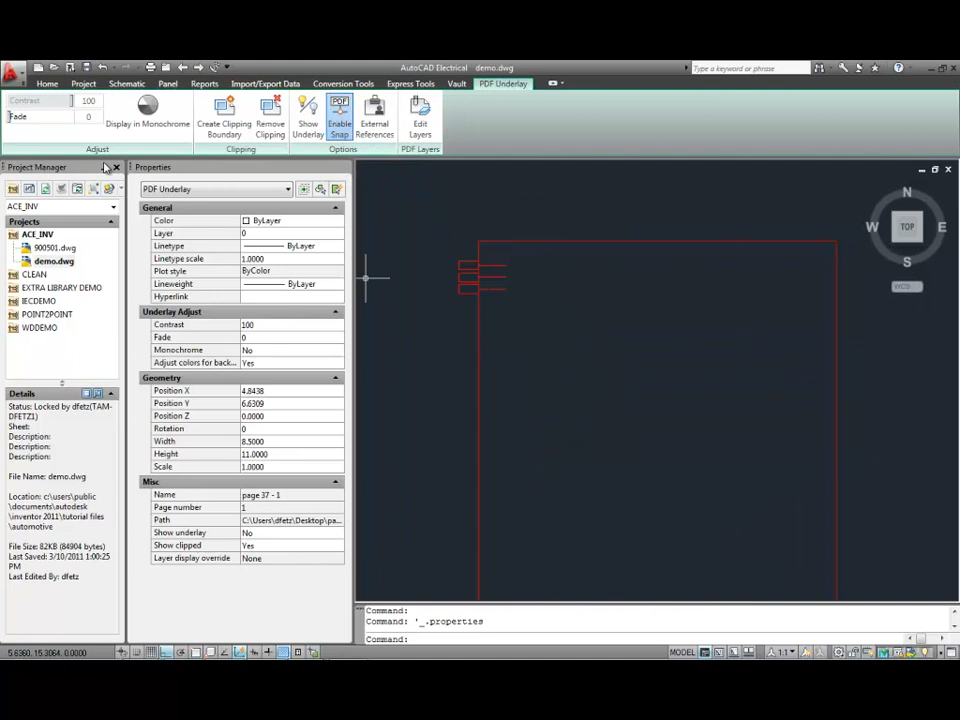 AutoCAD Electrical demo.dwg
Type a keyword or phrase
Home Project Schematic Panel Reports Import/Export Data Conversion Tools Express Tools Vault PDF Underlay
Contrast 100
Fade 0
Display in Monochrome
Create Clipping Boundary
Remove Clipping
Show Underlay
Enable Snap
External References
Edit Layers
Adjust Clipping Options PDF Layers
Project Manager
ACE_INV
Projects
ACE_INV
900501.dwg
demo.dwg
CLEAN
EXTRA LIBRARY DEMO
IECDEMO
POINT2POINT
WDDEMO
Details
Status: Locked by dfetz(TAM-
DFETZ1)
Sheet:
Description:
Description:
Description:
File Name: demo.dwg
Location: c:\users\public
\documents\autodesk
\inventor 2011\tutorial files
\automotive
File Size: 82KB (84904 bytes)
Last Saved: 3/10/2011 1:00:25
PM
Last Edited By: dfetz
Properties
PDF Underlay
General
Color ByLayer
Layer 0
Linetype ByLayer
Linetype scale 1.0000
Plot style ByColor
Lineweight ByLayer
Hyperlink
Underlay Adjust
Contrast 100
Fade 0
Monochrome No
Adjust colors for back... Yes
Geometry
Position X 4.8438
Position Y 6.6309
Position Z 0.0000
Rotation 0
Width 8.5000
Height 11.0000
Scale 1.0000
Misc
Name page 37 - 1
Page number 1
Path C:\Users\dfetz\Desktop\pa...
Show underlay No
Show clipped Yes
Layer display override None
N
W TOP E
S
WCS
Command:
Command: '_.properties
Command:
5.6360, 15.3064, 0.0000
MODEL
1:1